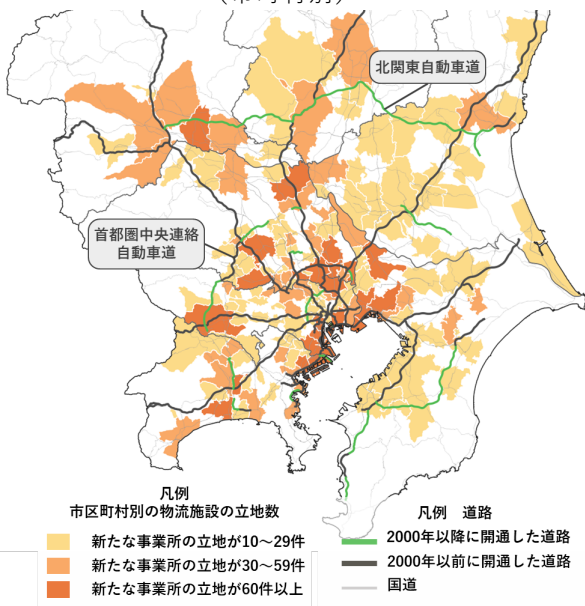 (市町村別)
北関東自動車道
首都圏中央連絡
自動車道
凡例
市区町村別の物流施設の立地数
新たな事業所の立地が10～29件
新たな事業所の立地が30～59件
新たな事業所の立地が60件以上
凡例　道路
2000年以降に開通した道路
2000年以前に開通した道路
国道